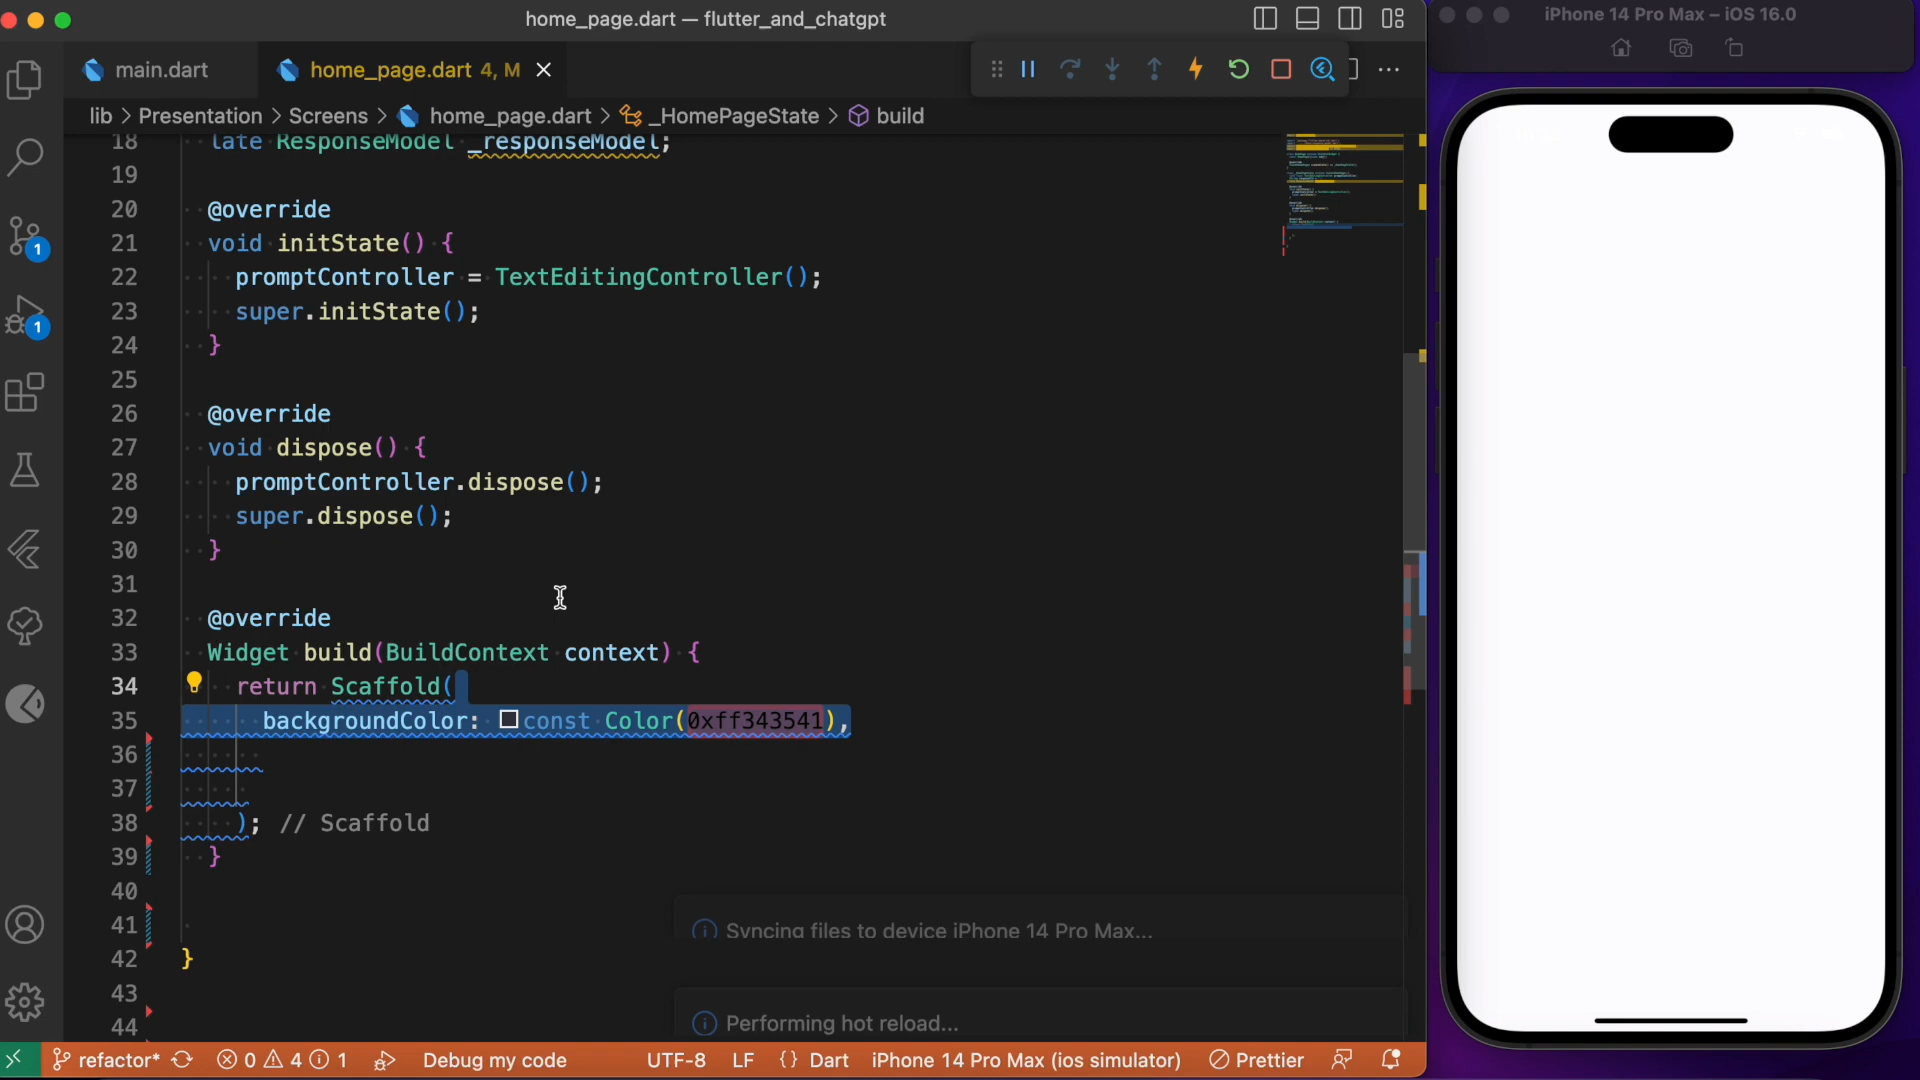 home_page.dart — flutter_and_chatgpt
iPhone 14 Pro Max – iOS 16.0
main.dart
home_page.dart 4, M
lib > Presentation > Screens > home_page.dart > _HomePageState > build
18 late ResponseModel _responseModel;
19
20 @override
21 void initState() {
22 promptController = TextEditingController();
23 super.initState();
24 }
25
26 @override
27 void dispose() {
28 promptController.dispose();
29 super.dispose();
30 }
31
32 @override
33 Widget build(BuildContext context) {
34 return Scaffold(
35 backgroundColor: const Color(0xff343541),
36
37
38 ); // Scaffold
39 }
40
41
42 }
43
44
1
1
Syncing files to device iPhone 14 Pro Max...
Performing hot reload...
refactor* 0 4 1 Debug my code UTF-8 LF {} Dart iPhone 14 Pro Max (ios simulator) Prettier